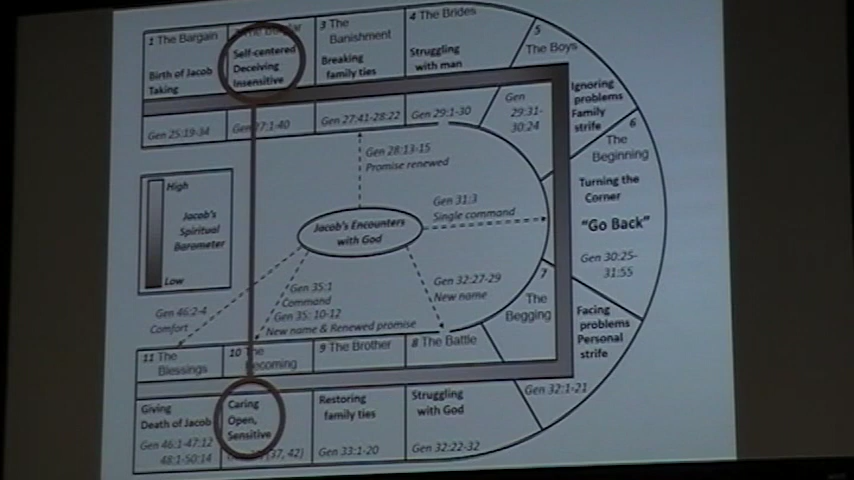 1 The Bargain
Birth of Jacob
Taking
Gen 25:19-34
Self-centered
Deceiving
Insensitive
27:1-40
3 The
Banishment
Breaking
family ties
Gen 27:41-28:22
4 The Brides
Struggling
with man
Gen 29:1-30
5
The Boys
Ignoring
problems
Family
strife
Gen
29:31-
30:24
6
The
Beginning
Turning the
Corner
"Go Back"
Gen 30:25-
31:55
7
The
Begging
Facing
problems
Personal
strife
Gen 32:1-21
High
Jacob's
Spiritual
Barometer
Low
Jacob's Encounters
with God
Gen 28:13-15
Promise renewed
Gen 31:3
Single command
Gen 32:27-29
New name
Gen 35:1
Command
Gen 35: 10-12
New name & Renewed promise
Gen 46:2-4
Comfort
8 The Battle
Struggling
with God
Gen 32:22-32
9 The Brother
Restoring
family ties
Gen 33:1-20
10 The
Becoming
Caring
Open,
Sensitive
(37, 42)
11 The
Blessings
Giving
Death of Jacob
Gen 46:1-47:12
48:1-50:14